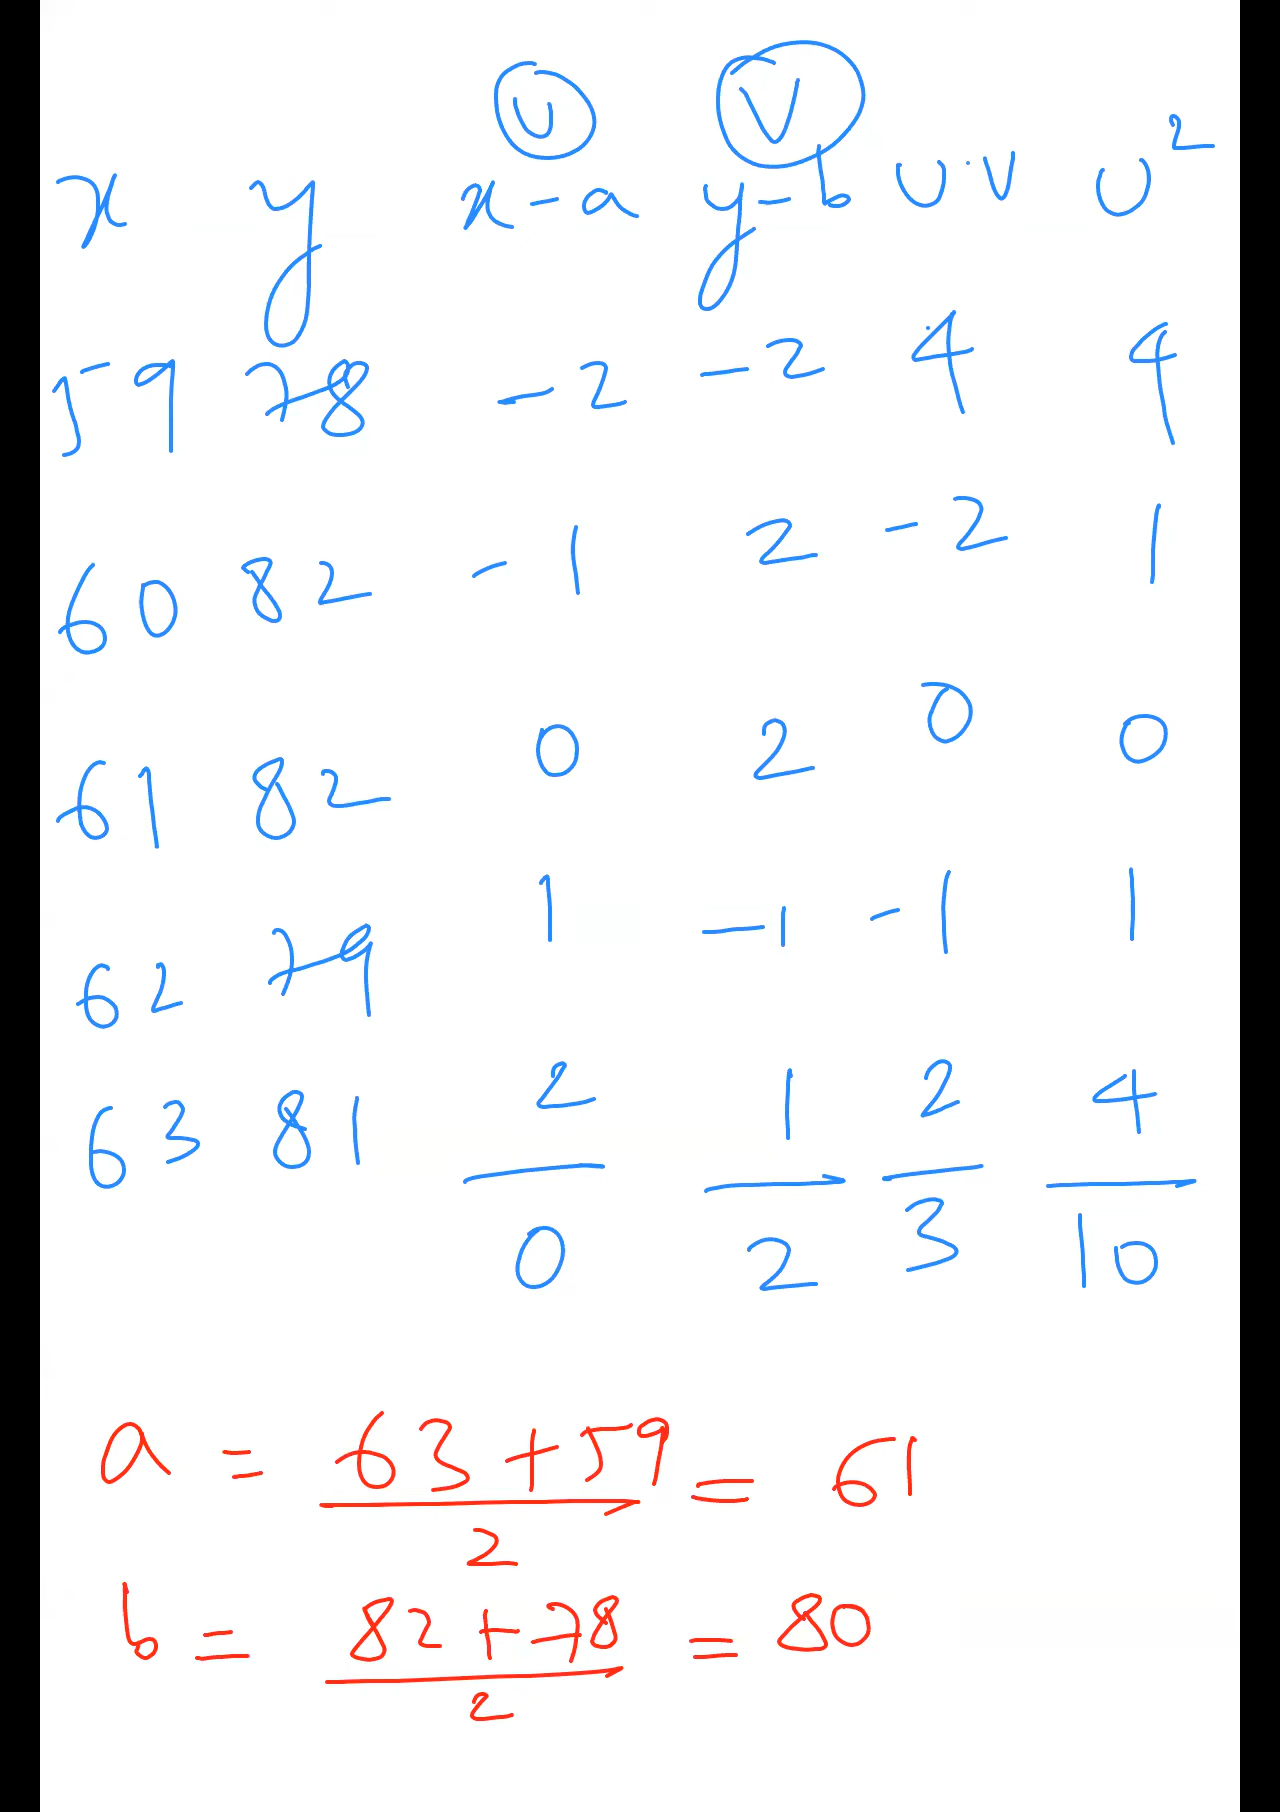 U V
x y x-a y-b U·V U²
59 78 -2 -2 4 4
60 82 -1 2 -2 1
61 82 0 2 0 0
62 79 1 -1 -1 1
63 81 2 1 2 4
0 2 3 10
a = 63+59/2 = 61
b = 82+78/2 = 80